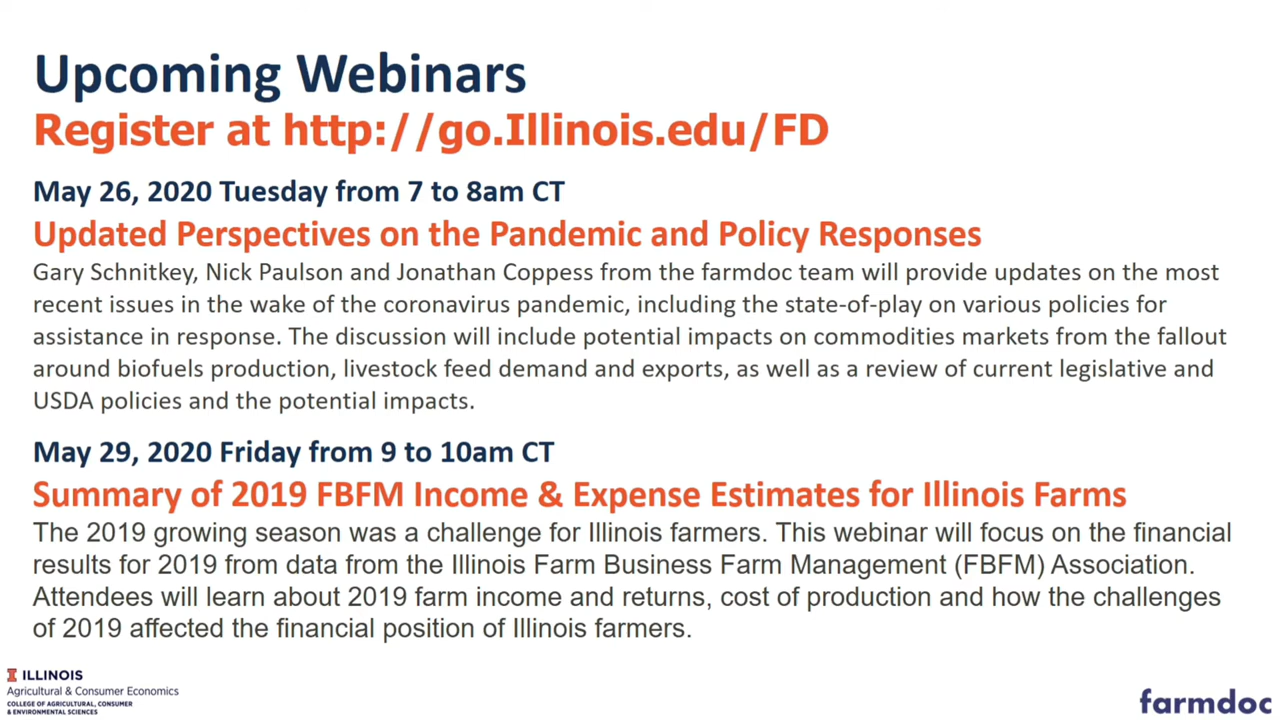 Upcoming Webinars
Register at http://go.Illinois.edu/FD
May 26, 2020 Tuesday from 7 to 8am CT
Updated Perspectives on the Pandemic and Policy Responses
Gary Schnitkey, Nick Paulson and Jonathan Coppess from the farmdoc team will provide updates on the most
recent issues in the wake of the coronavirus pandemic, including the state-of-play on various policies for
assistance in response. The discussion will include potential impacts on commodities markets from the fallout
around biofuels production, livestock feed demand and exports, as well as a review of current legislative and
USDA policies and the potential impacts.
May 29, 2020 Friday from 9 to 10am CT
Summary of 2019 FBFM Income & Expense Estimates for Illinois Farms
The 2019 growing season was a challenge for Illinois farmers. This webinar will focus on the financial
results for 2019 from data from the Illinois Farm Business Farm Management (FBFM) Association.
Attendees will learn about 2019 farm income and returns, cost of production and how the challenges
of 2019 affected the financial position of Illinois farmers.
I ILLINOIS
Agricultural & Consumer Economics
COLLEGE OF AGRICULTURAL, CONSUMER
& ENVIRONMENTAL SCIENCES
farmdoc